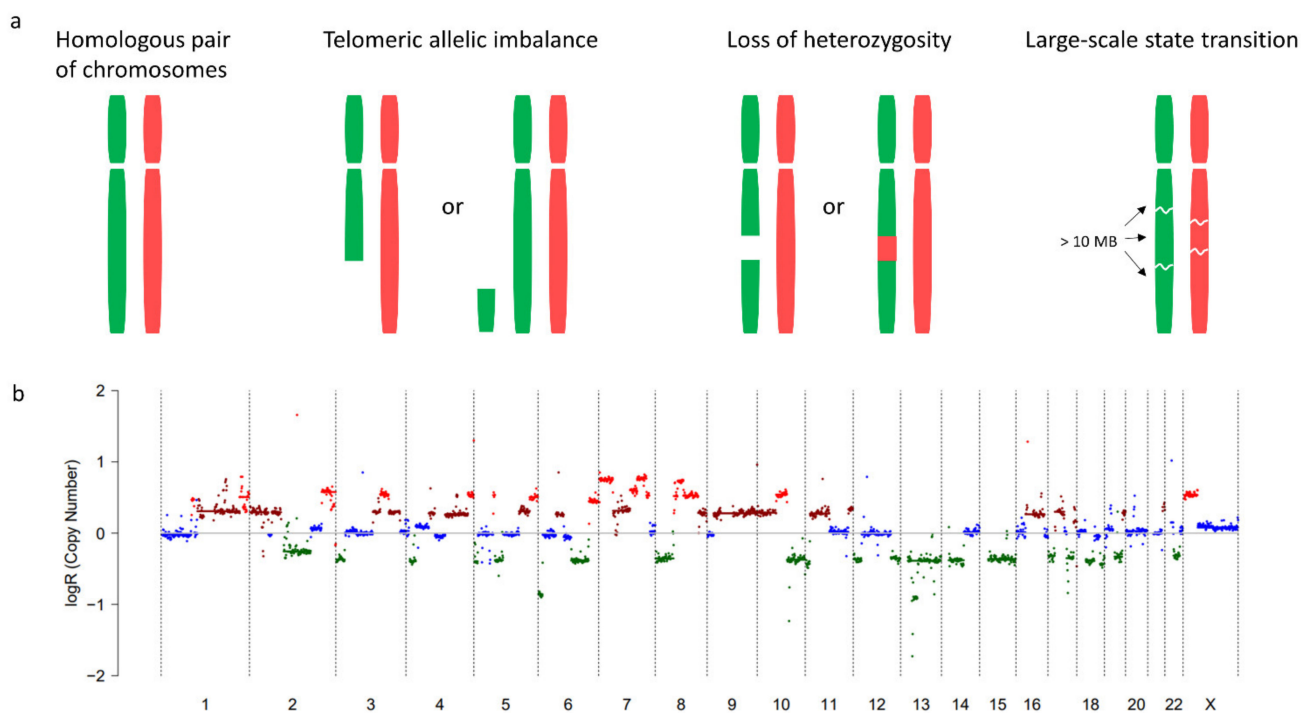 a
Homologous pair
of chromosomes
Telomeric allelic imbalance
Loss of heterozygosity
Large-scale state transition
or
or
> 10 MB
b
logR (Copy Number)
2
1
0
−1
−2
1 2 3 4 5 6 7 8 9 10 11 12 13 14 15 16 18 20 22 X